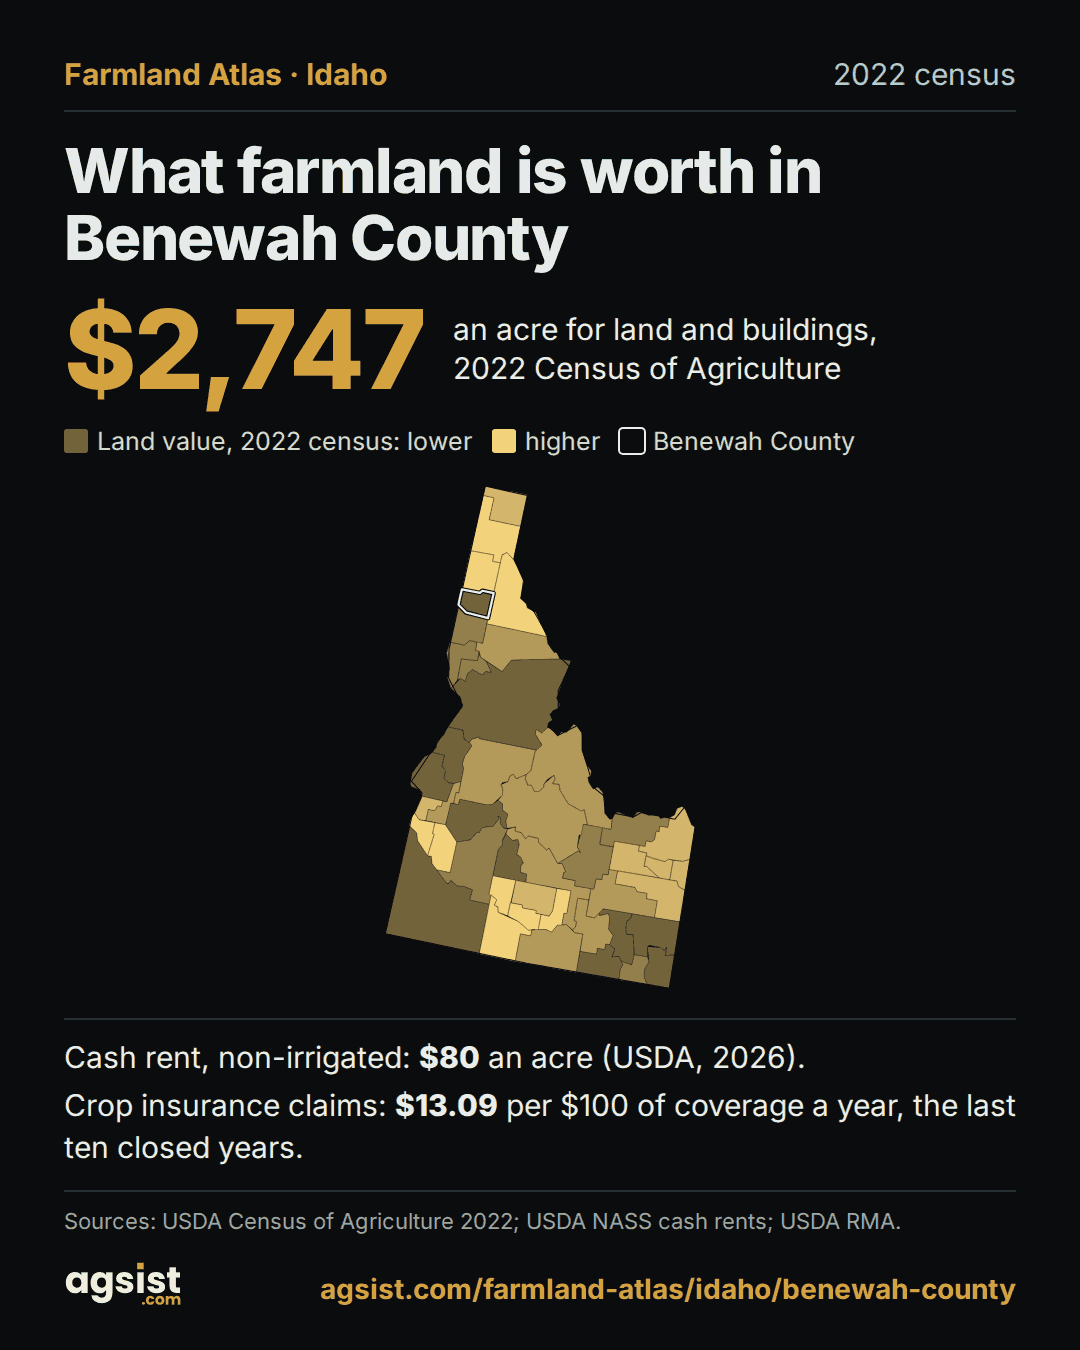 Farmland Atlas · Idaho
2022 census
What farmland is worth in
Benewah County
$2,747
an acre for land and buildings,
2022 Census of Agriculture
Land value, 2022 census: lower
higher
Benewah County
Cash rent, non-irrigated: $80 an acre (USDA, 2026).
Crop insurance claims: $13.09 per $100 of coverage a year, the last
ten closed years.
Sources: USDA Census of Agriculture 2022; USDA NASS cash rents; USDA RMA.
agsist
.com
agsist.com/farmland-atlas/idaho/benewah-county